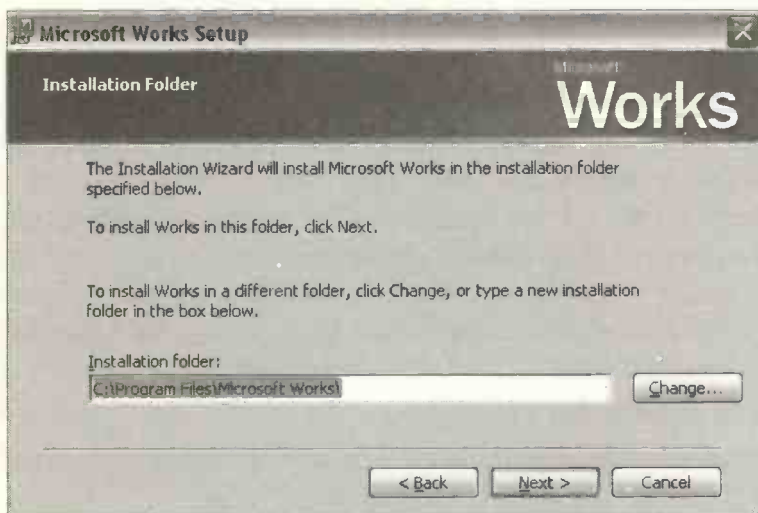 Microsoft Works Setup
Installation Folder
Microsoft
Works
The Installation Wizard will install Microsoft Works in the installation folder
specified below.
To install Works in this folder, click Next.
To install Works in a different folder, click Change, or type a new installation
folder in the box below.
Installation folder:
C:\Program Files\Microsoft Works\
Change...
< Back
Next >
Cancel